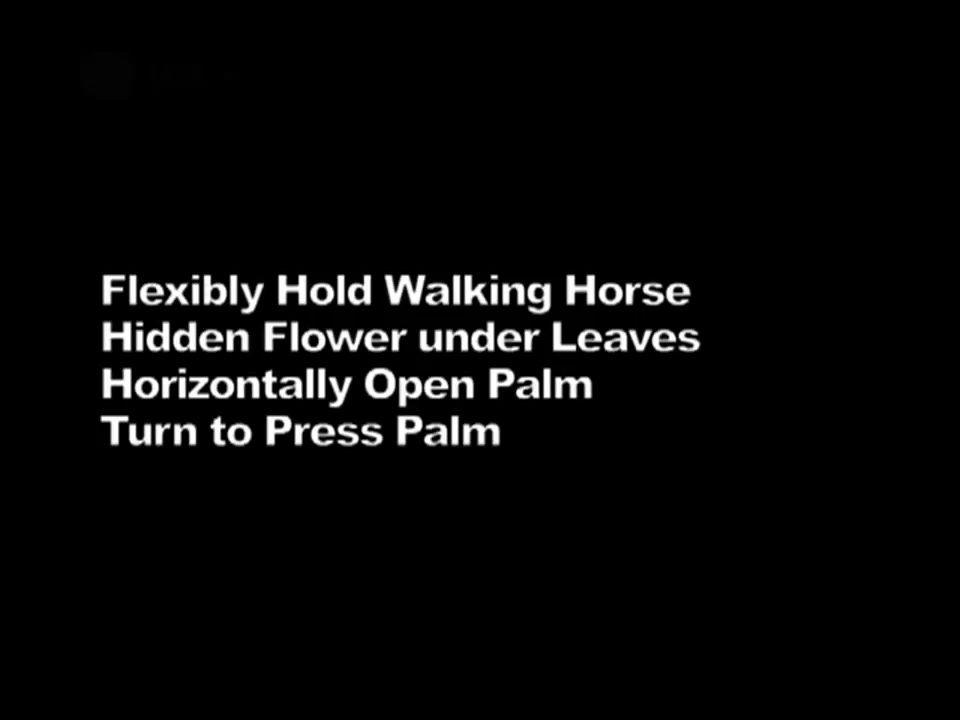 Flexibly Hold Walking Horse
Hidden Flower under Leaves
Horizontally Open Palm
Turn to Press Palm